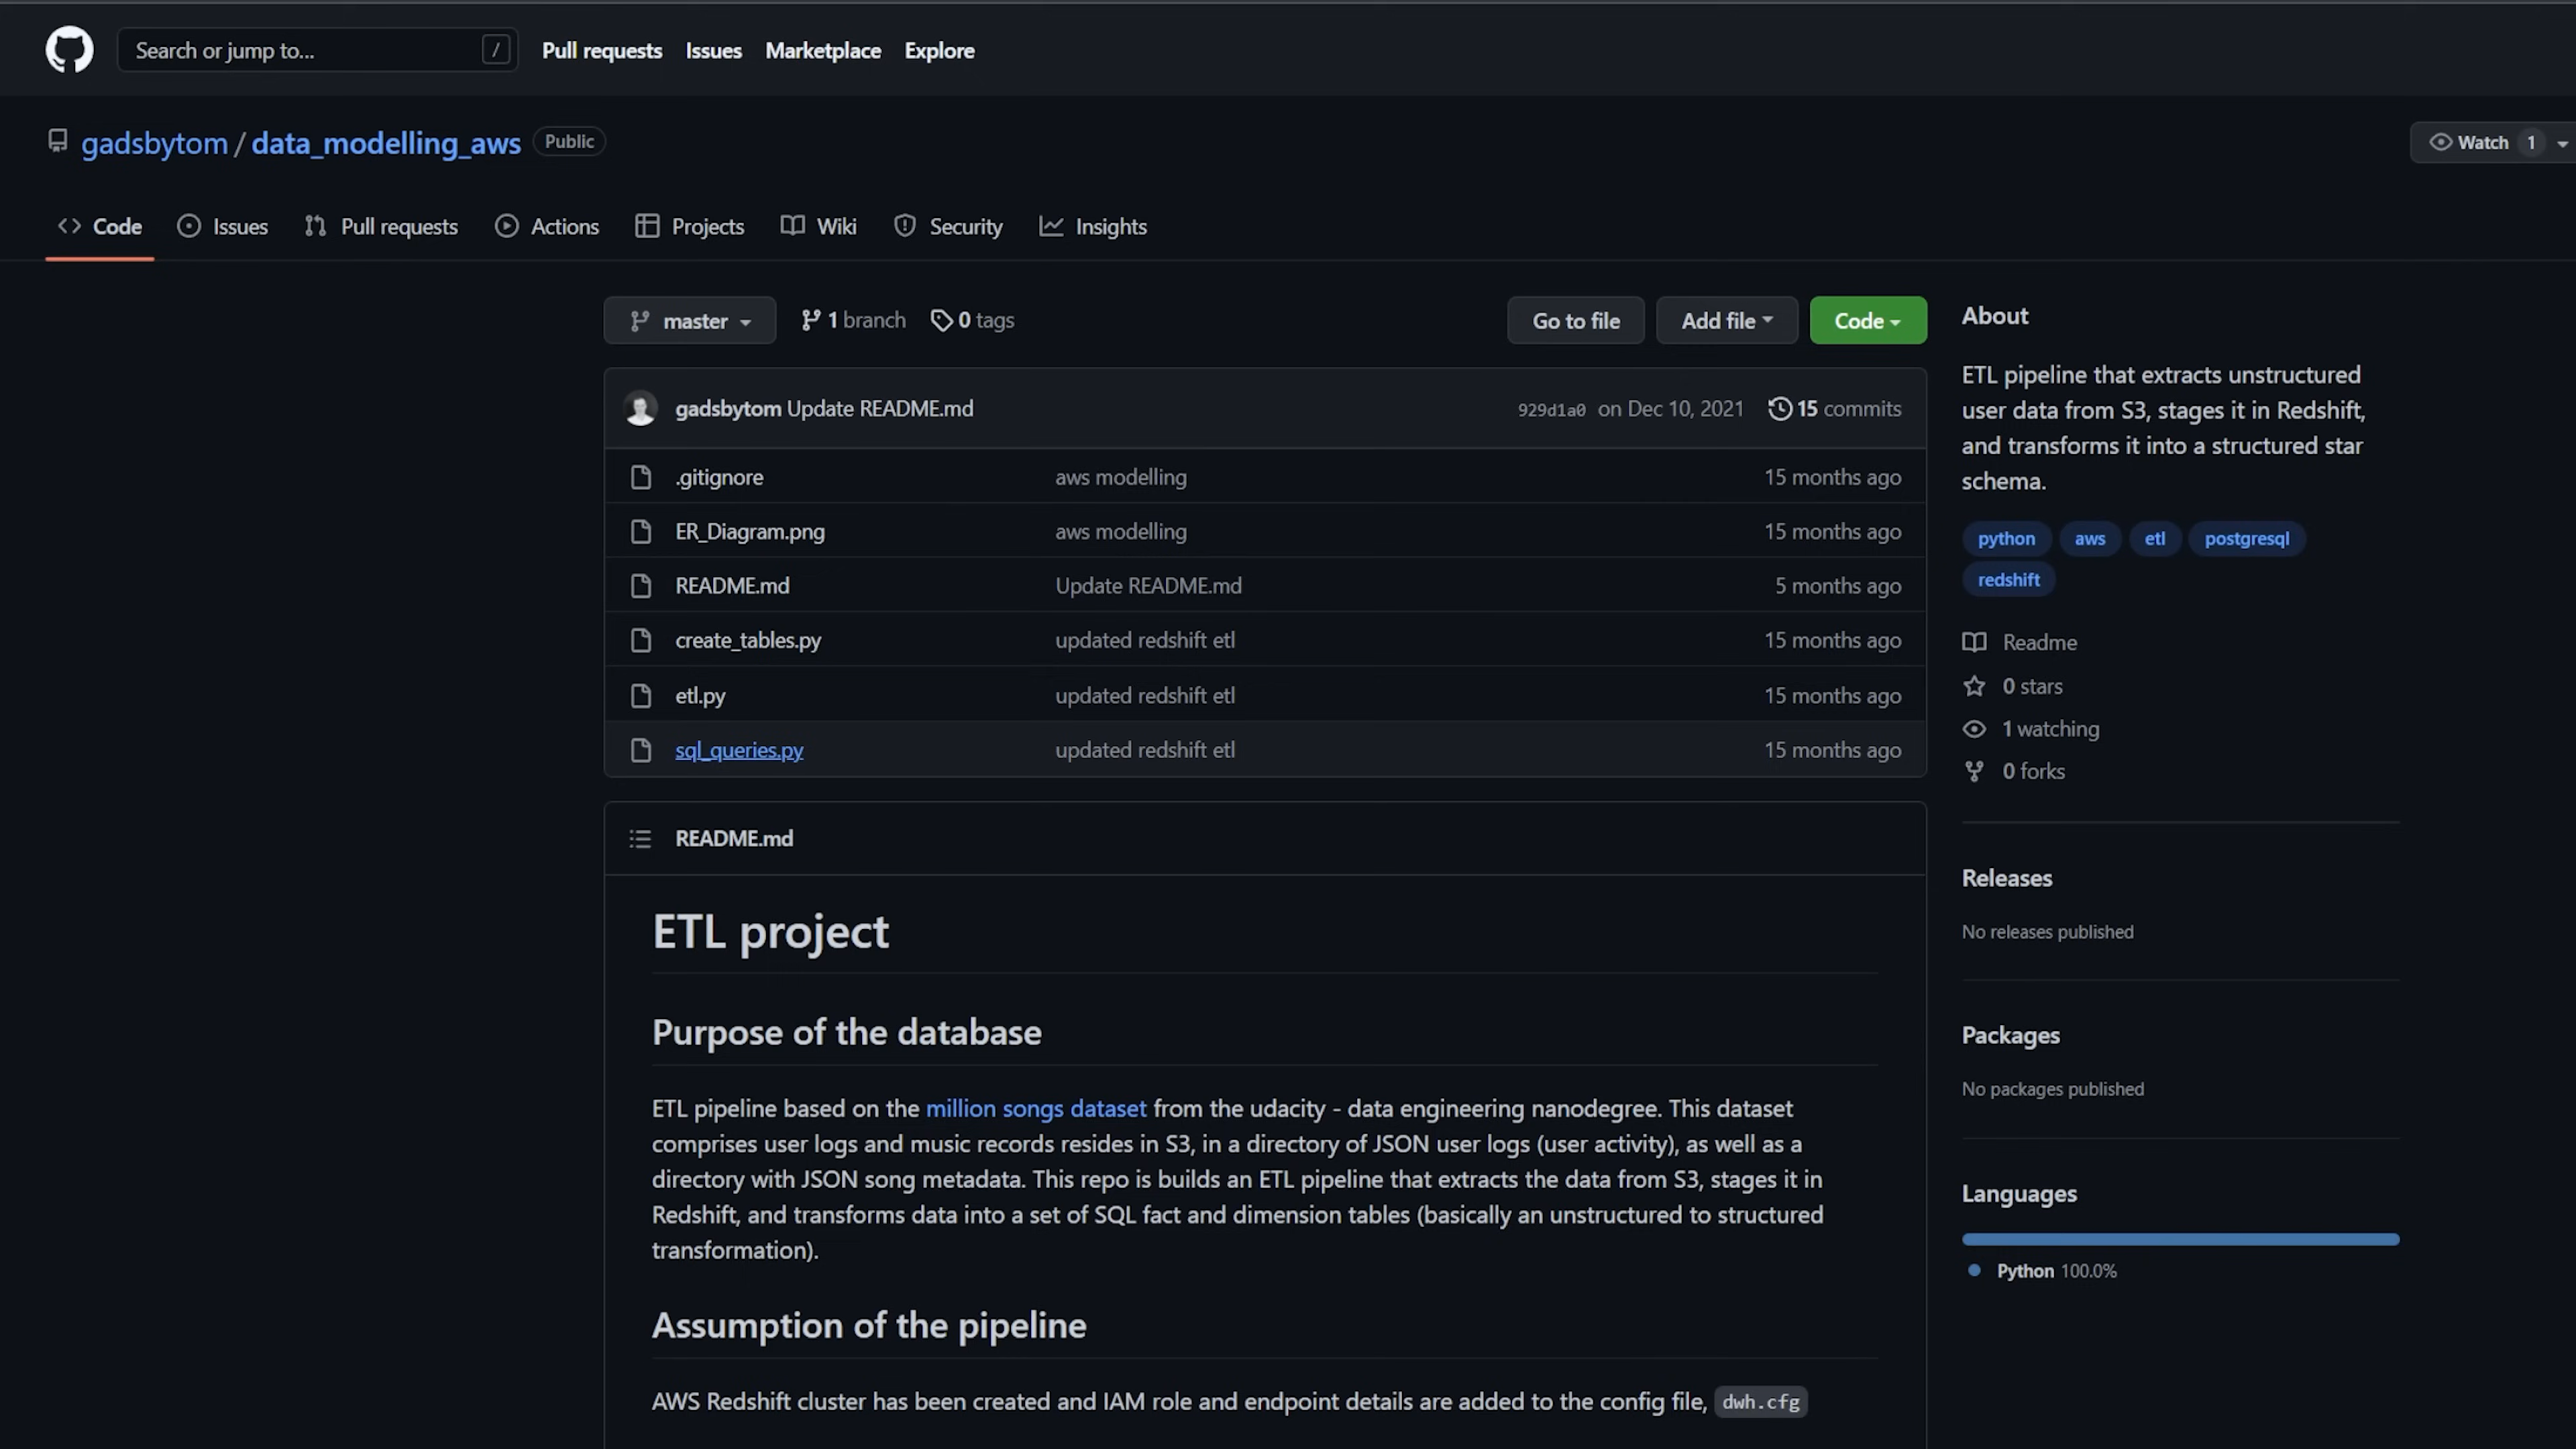 Search or jump to... /
Pull requests Issues Marketplace Explore
gadsbytom / data_modelling_aws Public
Watch 1
Code Issues Pull requests Actions Projects Wiki Security Insights
master 1 branch 0 tags
Go to file Add file Code
gadsbytom Update README.md 929d1a0 on Dec 10, 2021 15 commits
.gitignore aws modelling 15 months ago
ER_Diagram.png aws modelling 15 months ago
README.md Update README.md 5 months ago
create_tables.py updated redshift etl 15 months ago
etl.py updated redshift etl 15 months ago
sql_queries.py updated redshift etl 15 months ago
README.md
ETL project
Purpose of the database
ETL pipeline based on the million songs dataset from the udacity - data engineering nanodegree. This dataset
comprises user logs and music records resides in S3, in a directory of JSON user logs (user activity), as well as a
directory with JSON song metadata. This repo is builds an ETL pipeline that extracts the data from S3, stages it in
Redshift, and transforms data into a set of SQL fact and dimension tables (basically an unstructured to structured
transformation).
Assumption of the pipeline
AWS Redshift cluster has been created and IAM role and endpoint details are added to the config file, dwh.cfg
About
ETL pipeline that extracts unstructured
user data from S3, stages it in Redshift,
and transforms it into a structured star
schema.
python aws etl postgresql
redshift
Readme
0 stars
1 watching
0 forks
Releases
No releases published
Packages
No packages published
Languages
Python 100.0%